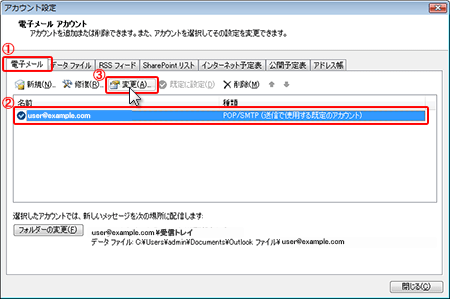 アカウント設定
電子メール アカウント
アカウントを追加または削除できます。また、アカウントを選択してその設定を変更できます。
①
電子メール データ ファイル RSS フィード SharePoint リスト インターネット予定表 公開予定表 アドレス帳
③
新規(N)... 修復(R)... 変更(A)... 既定に設定(D) 削除(M)
名前 種類
②
user@example.com POP/SMTP (送信で使用する既定のアカウント)
選択したアカウントでは、新しいメッセージを次の場所に配信します:
フォルダーの変更(F) user@example.com ¥受信トレイ
データ ファイル: C:¥Users¥admin¥Documents¥Outlook ファイル¥ user@example.com
閉じる(C)